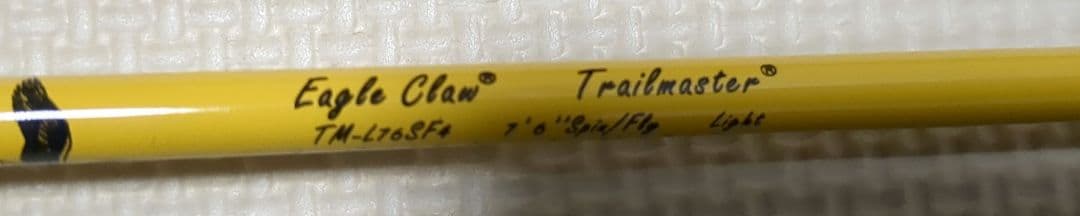 Eagle Claw® Trailmaster®
TM-L76SF4 7'6" Spin/Fly Light